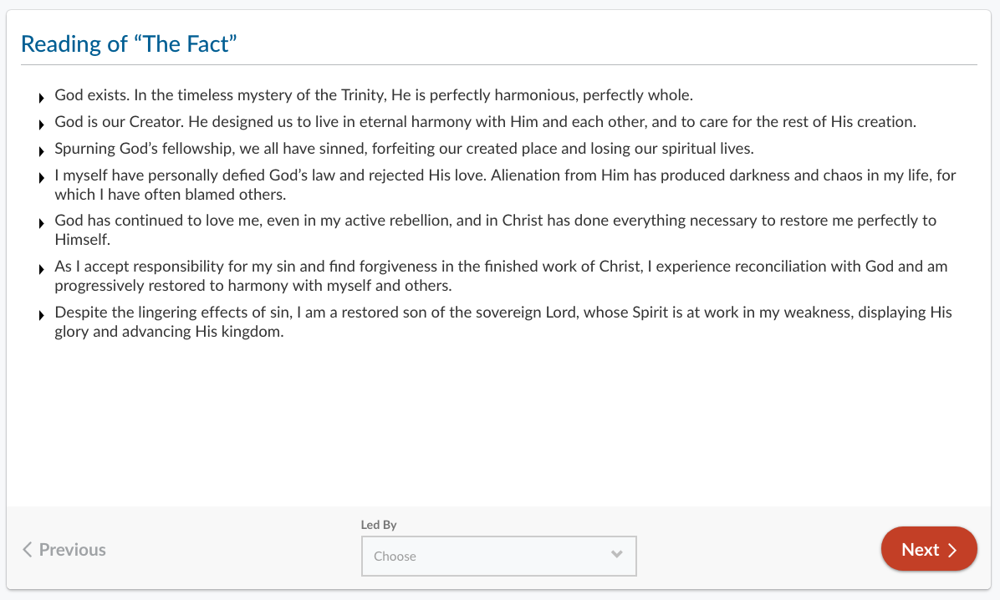 Reading of “The Fact”
God exists. In the timeless mystery of the Trinity, He is perfectly harmonious, perfectly whole.
God is our Creator. He designed us to live in eternal harmony with Him and each other, and to care for the rest of His creation.
Spurning God’s fellowship, we all have sinned, forfeiting our created place and losing our spiritual lives.
I myself have personally defied God’s law and rejected His love. Alienation from Him has produced darkness and chaos in my life, for
which I have often blamed others.
God has continued to love me, even in my active rebellion, and in Christ has done everything necessary to restore me perfectly to
Himself.
As I accept responsibility for my sin and find forgiveness in the finished work of Christ, I experience reconciliation with God and am
progressively restored to harmony with myself and others.
Despite the lingering effects of sin, I am a restored son of the sovereign Lord, whose Spirit is at work in my weakness, displaying His
glory and advancing His kingdom.
Led By
Previous
Choose
Next